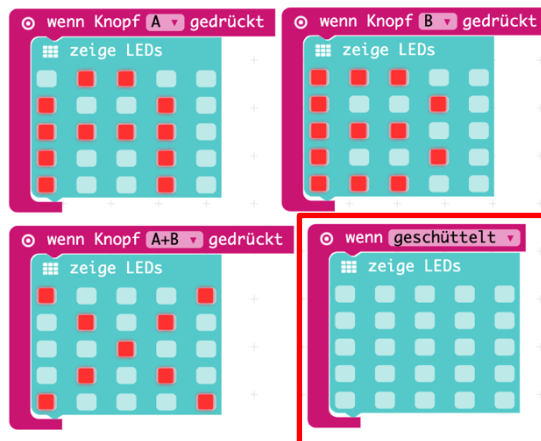 wenn Knopf A gedrückt
zeige LEDs
wenn Knopf B gedrückt
zeige LEDs
wenn Knopf A+B gedrückt
zeige LEDs
wenn geschüttelt
zeige LEDs